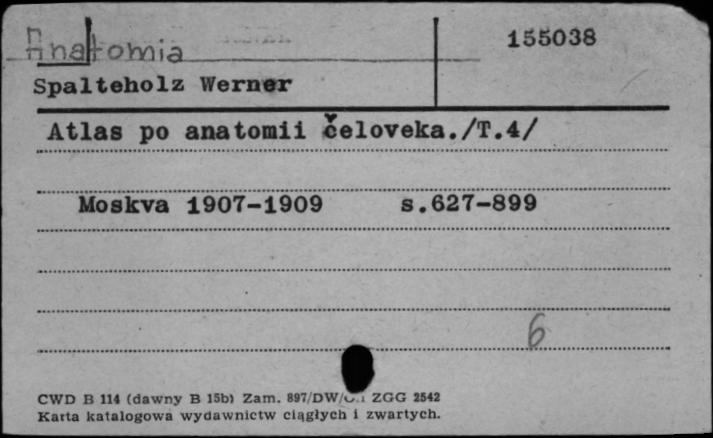 Anatomia
155038
Spalteholz Werner
Atlas po anatomii čeloveka./T.4/
Moskva 1907-1909 s.627-899
6
CWD B 114 (dawny B 15b) Zam. 897/DW/ ZGG 2542
Karta katalogowa wydawnictw ciągłych i zwartych.